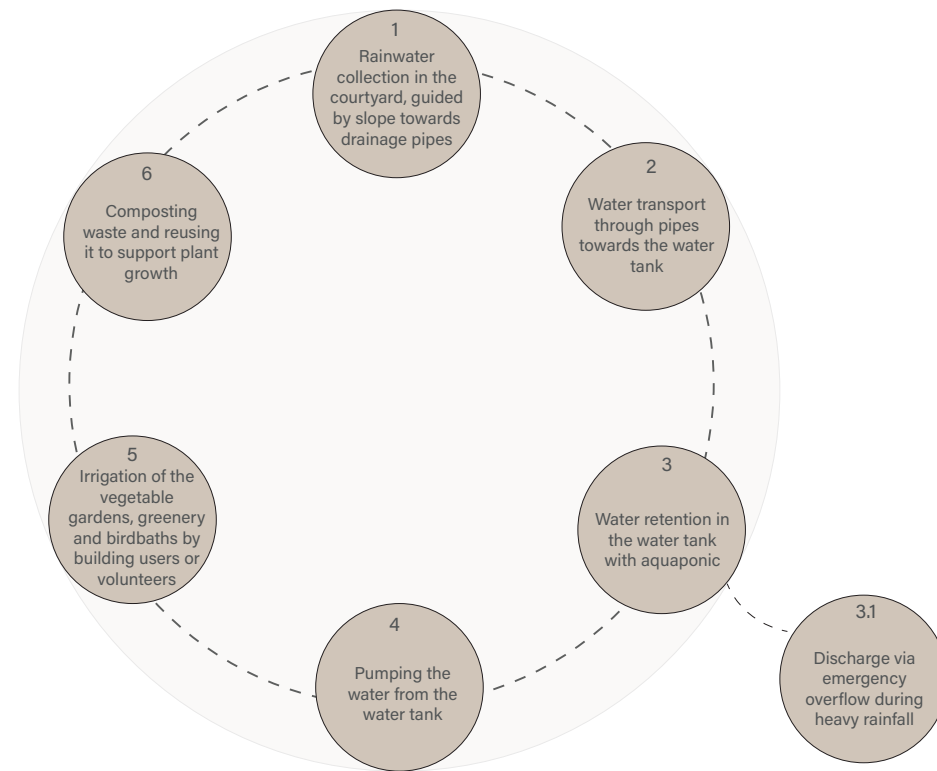 1
Rainwater
collection in the
courtyard, guided
by slope towards
drainage pipes
2
Water transport
through pipes
towards the water
tank
3
Water retention in
the water tank
with aquaponic
3.1
Discharge via
emergency
overflow during
heavy rainfall
4
Pumping the
water from the
water tank
5
Irrigation of the
vegetable
gardens, greenery
and birdbaths by
building users or
volunteers
6
Composting
waste and reusing
it to support plant
growth